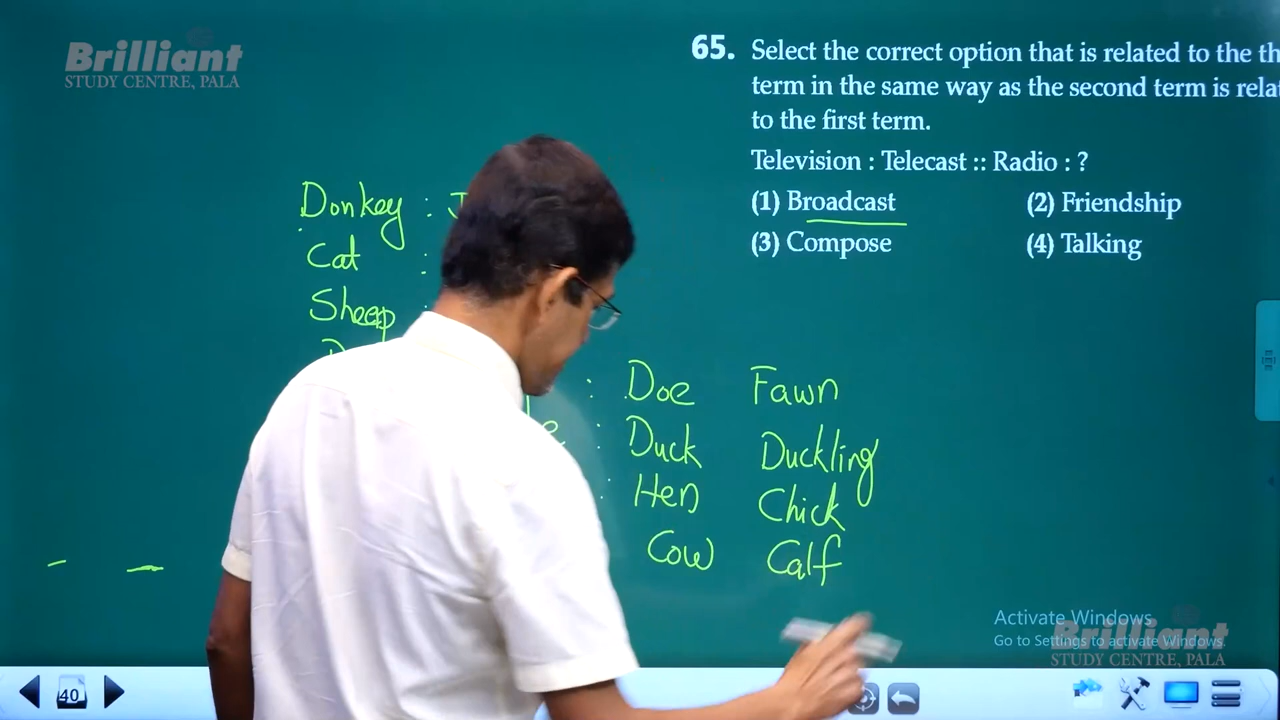 Brilliant
STUDY CENTRE, PALA
65. Select the correct option that is related to the
term in the same way as the second term is
to the first term.
Television : Telecast :: Radio : ?
(1) Broadcast (2) Friendship
(3) Compose (4) Talking
Donkey :
Cat :
Sheep :
: Doe Fawn
: Duck Duckling
: Hen Chick
Cow Calf
Activate Windows
Go to Settings to activate Windows.
Brilliant
STUDY CENTRE, PALA
40